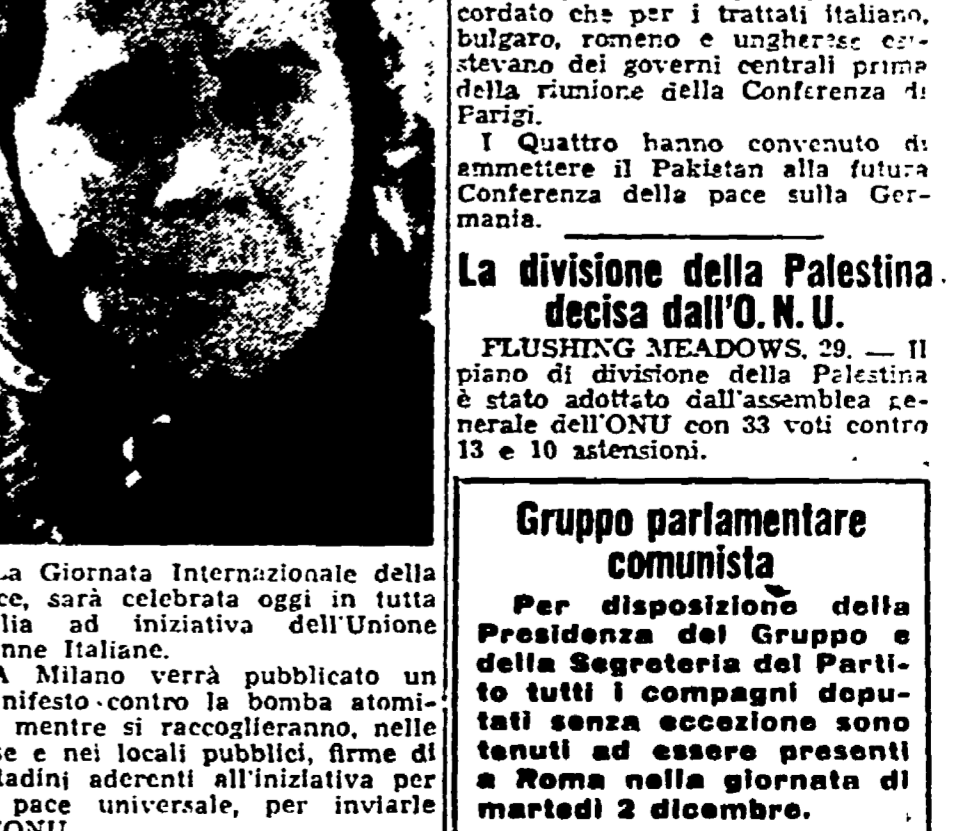 La Giornata Internazionale della
ce, sarà celebrata oggi in tutta
lia ad iniziativa dell'Unione
nne Italiane.
A Milano verrà pubblicato un
nifesto contro la bomba atomi-
mentre si raccoglieranno, nelle
se e nei locali pubblici, firme di
tadini aderenti all'iniziativa per
pace universale, per inviarle
'ONU.
cordato che per i trattati italiano,
bulgaro, romeno e ungherese esi-
stevano dei governi centrali prima
della riunione della Conferenza di
Parigi.
I Quattro hanno convenuto di
ammettere il Pakistan alla futura
Conferenza della pace sulla Ger-
mania.
La divisione della Palestina
decisa dall'O.N.U.
FLUSHING MEADOWS, 29. — Il
piano di divisione della Palestina
è stato adottato dall'assemblea ge-
nerale dell'ONU con 33 voti contro
13 e 10 astensioni.
Gruppo parlamentare
comunista
Per disposizione della
Presidenza del Gruppo e
della Segreteria del Parti-
to tutti i compagni depu-
tati senza eccezione sono
tenuti ad essere presenti
a Roma nella giornata di
martedì 2 dicembre.